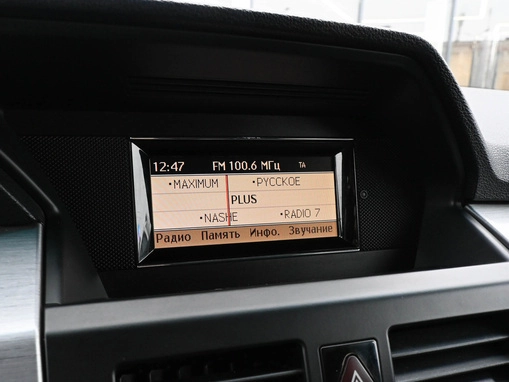 12:47 FM 100.6 МГц TA
•MAXIMUM •РУССКОЕ
PLUS
•NASHE •RADIO 7
Радио Память Инфо. Звучание